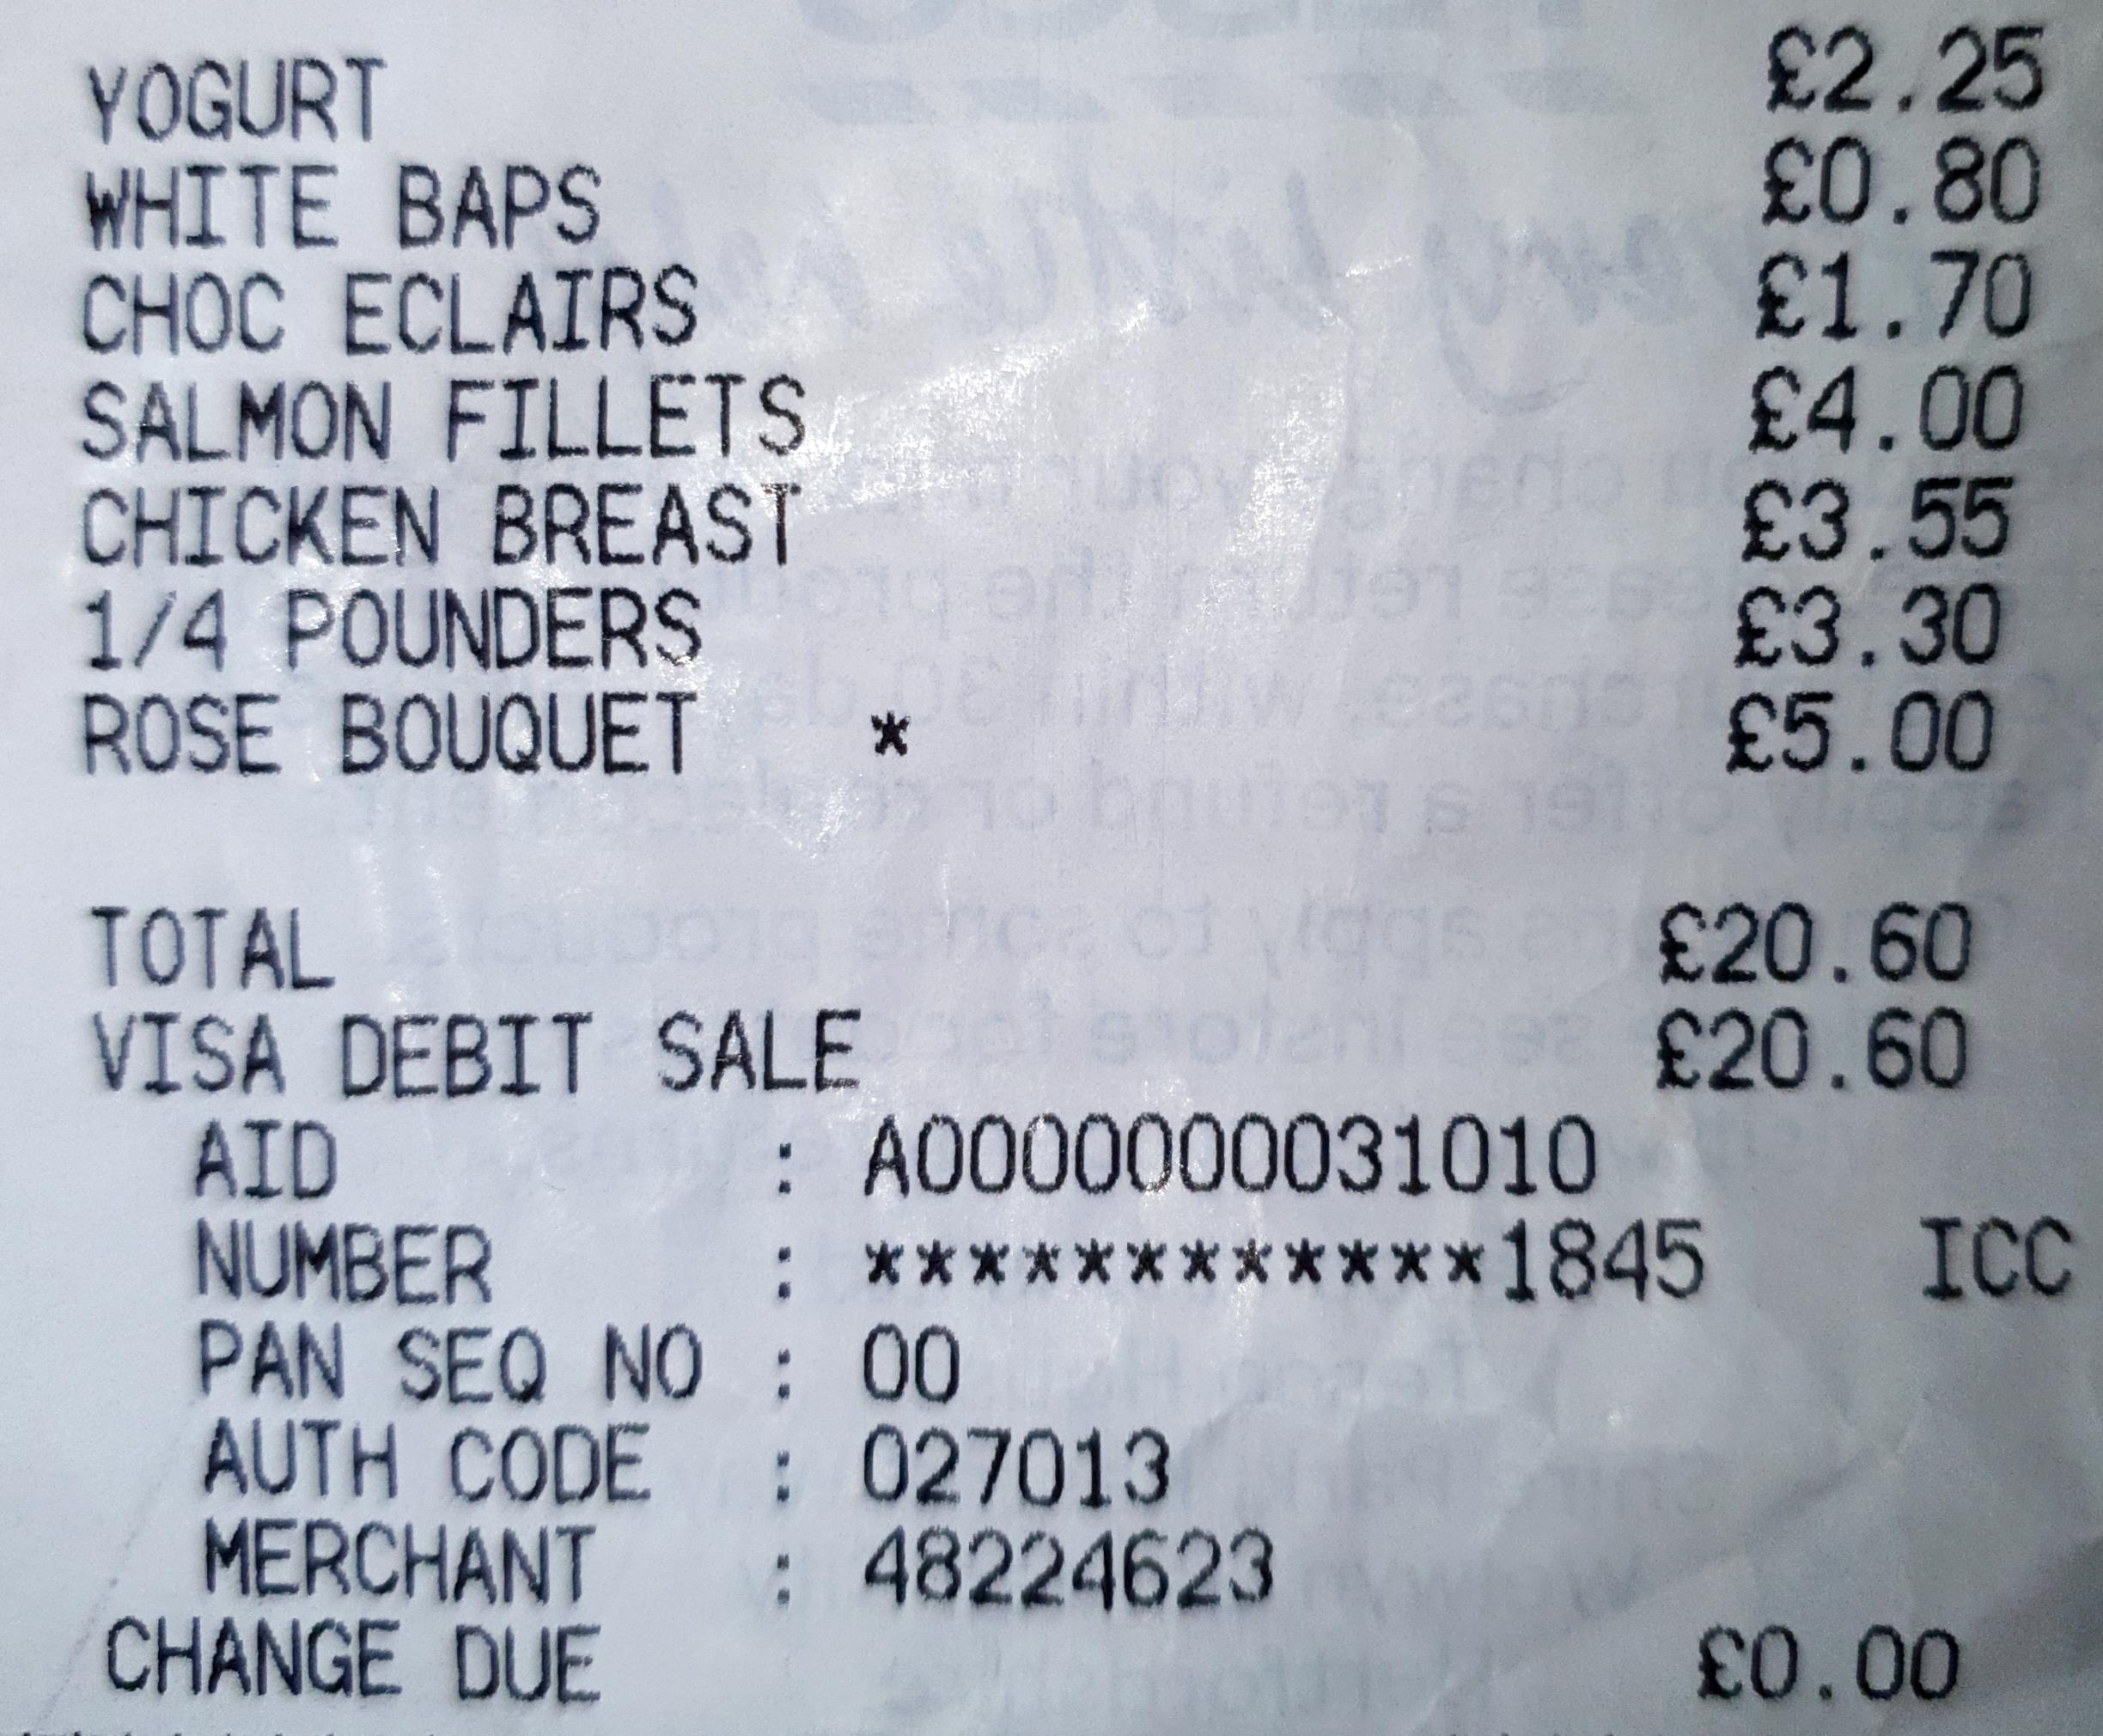 YOGURT £2.25
WHITE BAPS £0.80
CHOC ECLAIRS £1.70
SALMON FILLETS £4.00
CHICKEN BREAST £3.55
1/4 POUNDERS £3.30
ROSE BOUQUET * £5.00
TOTAL £20.60
VISA DEBIT SALE £20.60
AID : A0000000031010
NUMBER : ************1845 ICC
PAN SEQ NO : 00
AUTH CODE : 027013
MERCHANT : 48224623
CHANGE DUE £0.00